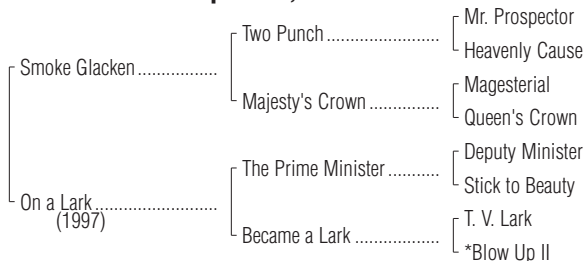 Mr. Prospector
Two Punch
Heavenly Cause
Smoke Glacken
Magesterial
Majesty's Crown
Queen's Crown
Deputy Minister
The Prime Minister
Stick to Beauty
On a Lark
(1997)
T. V. Lark
Became a Lark
*Blow Up II